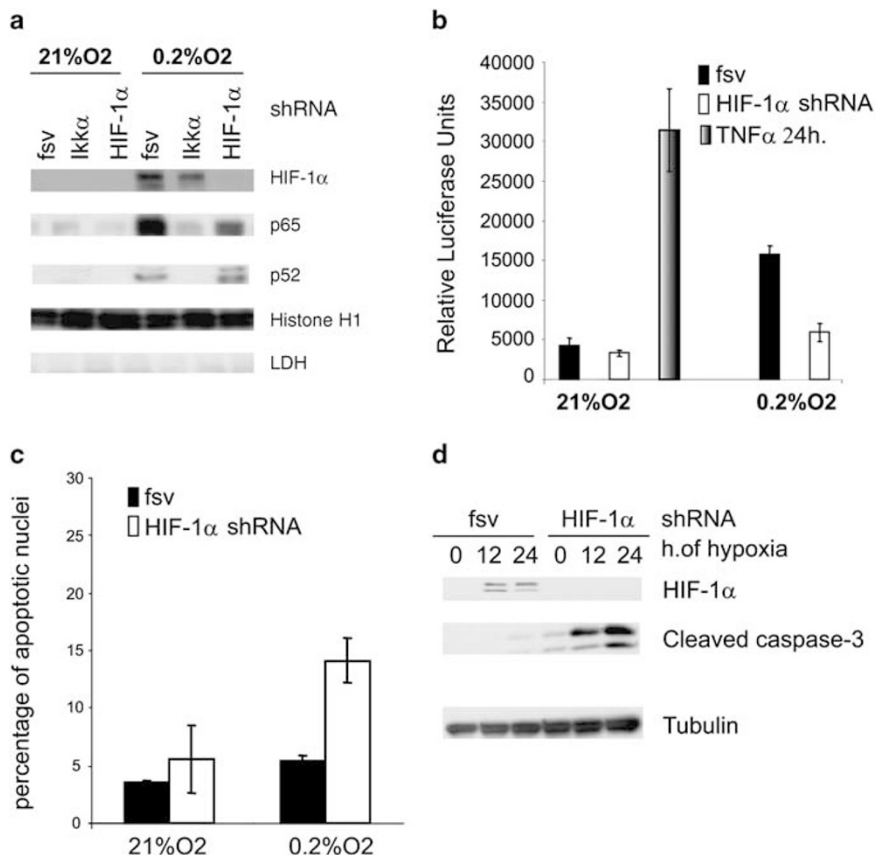 a
21%O2 0.2%O2
fsv Ikkα HIF-1α fsv Ikkα HIF-1α shRNA
HIF-1α
p65
p52
Histone H1
LDH
b
Relative Luciferase Units
40000
35000
30000
25000
20000
15000
10000
5000
0
fsv
HIF-1α shRNA
TNFα 24h.
21%O2 0.2%O2
c
percentage of apoptotic nuclei
30
25
20
15
10
5
0
fsv
HIF-1α shRNA
21%O2 0.2%O2
d
fsv HIF-1α shRNA
0 12 24 0 12 24 h.of hypoxia
HIF-1α
Cleaved caspase-3
Tubulin